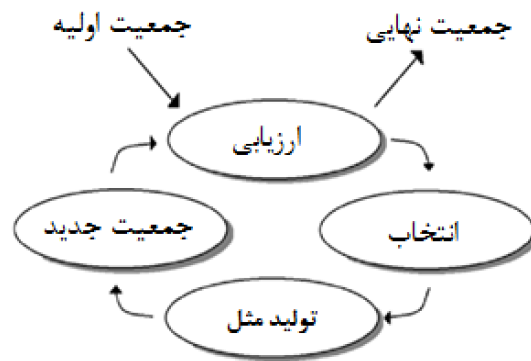 جمعیت اولیه
جمعیت نهایی
ارزیابی
انتخاب
تولید مثل
جمعیت جدید